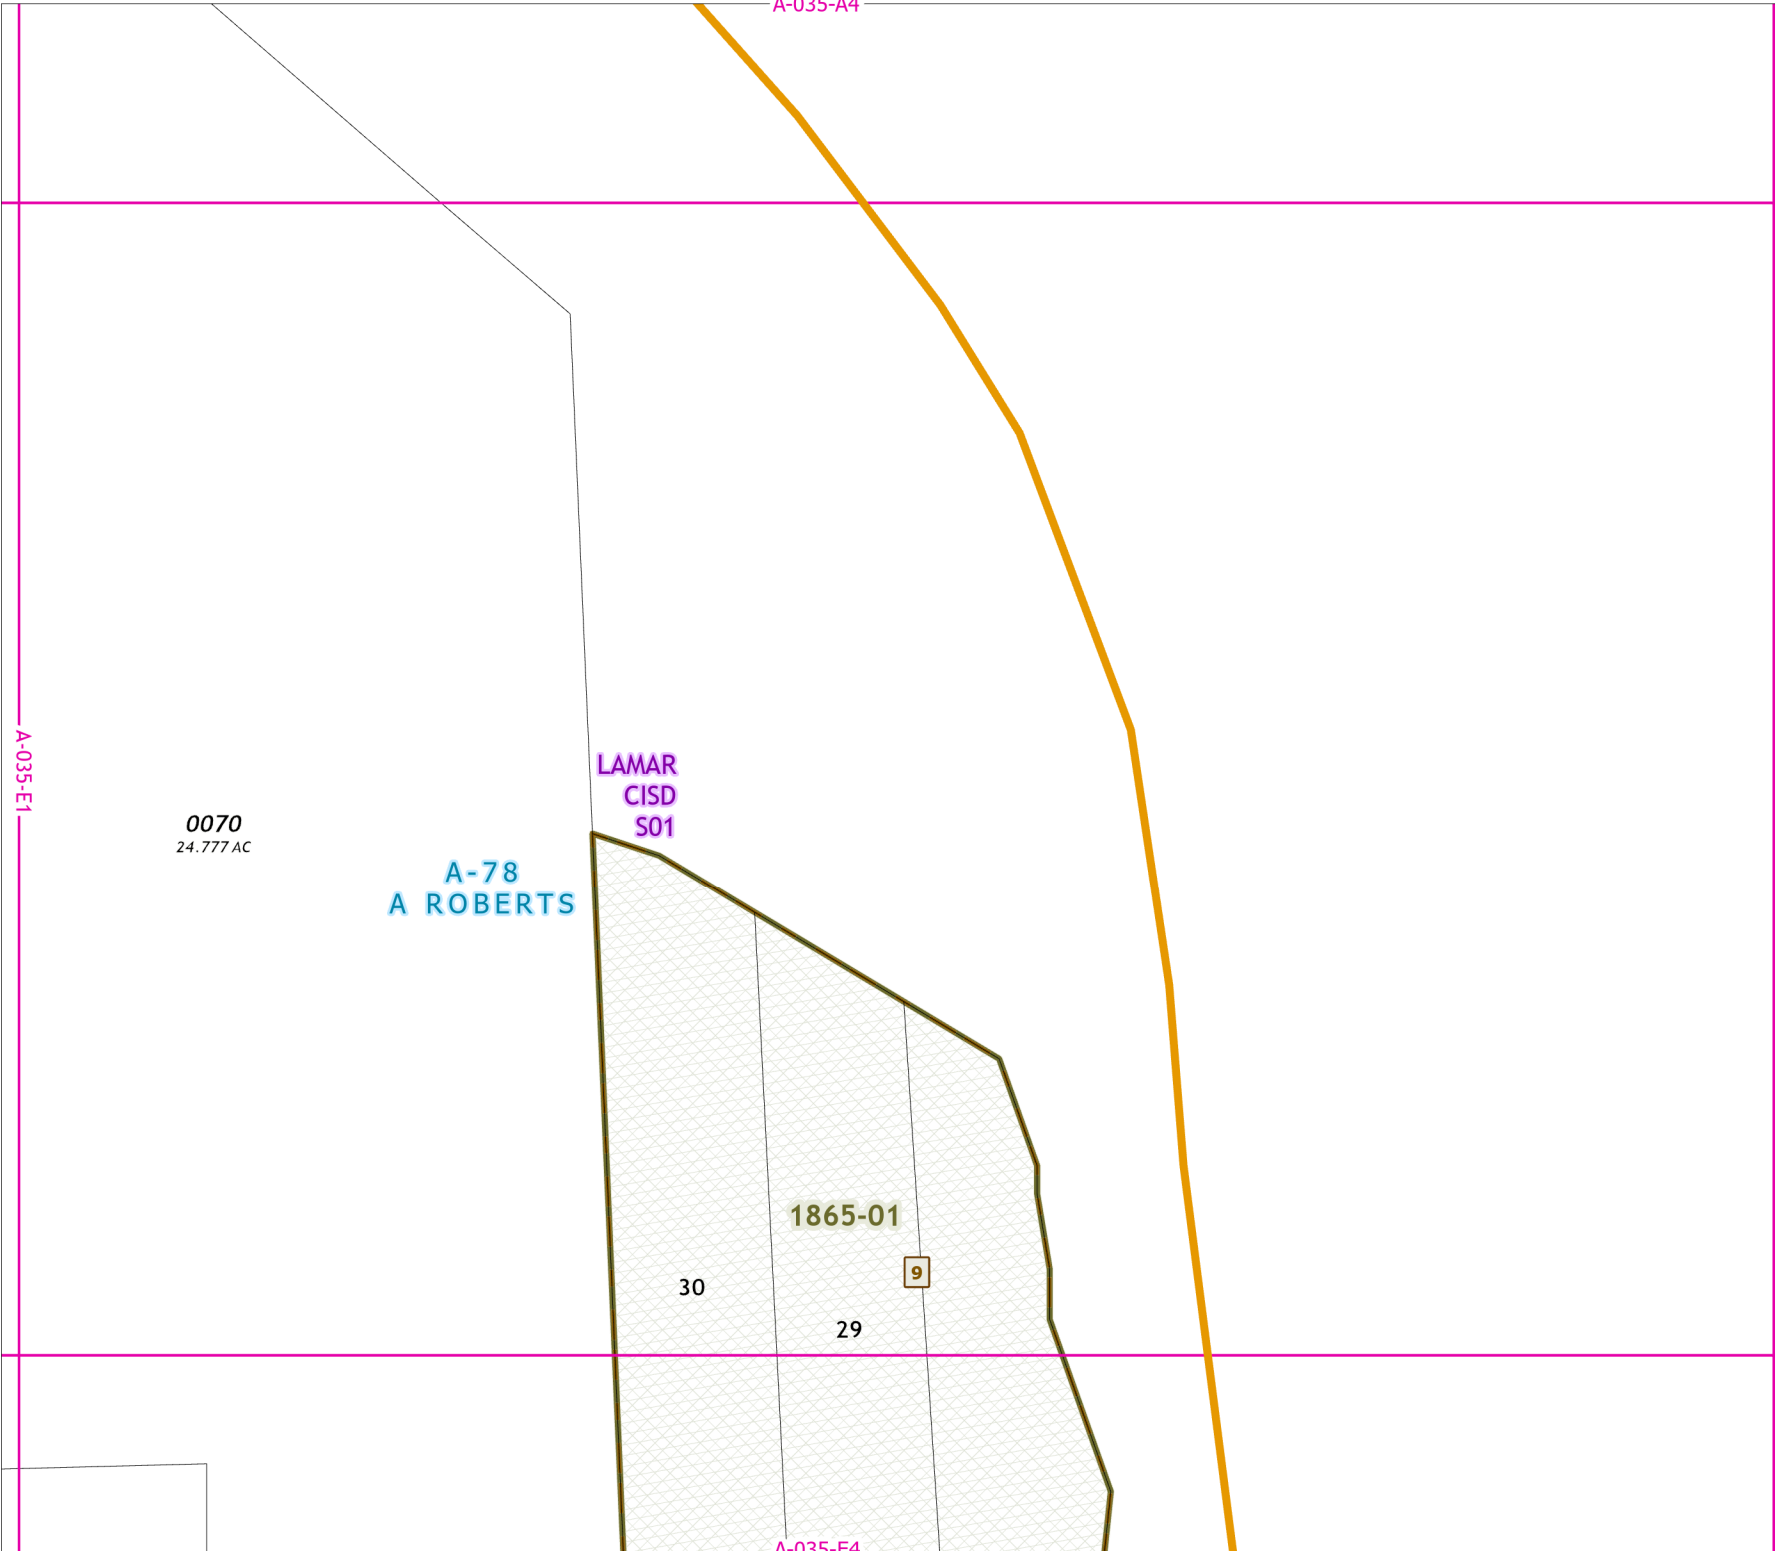 A-035-A4
A-035-E1
LAMAR
CISD
S01
0070
24.777 AC
A-78
A ROBERTS
1865-01
9
30
29
A-035-E4